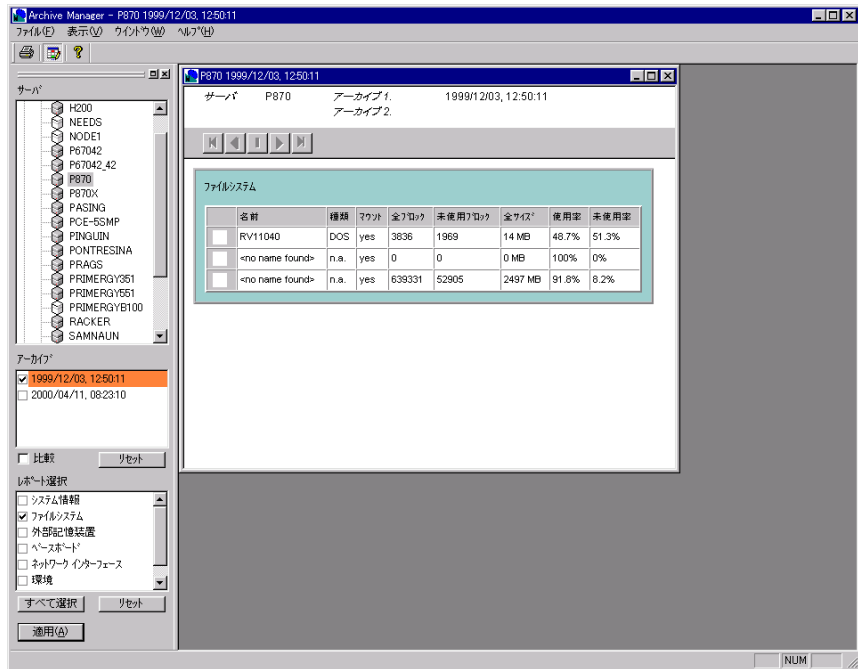 Archive Manager - P870 1999/12/03, 12:50:11
ﾌｧｲﾙ(F) 表示(V) ｳｲﾝﾄﾞｳ(W) ﾍﾙﾌﾟ(H)
サーバ
H200
NEEDS
NODE1
P67042
P67042_42
P870
P870X
PASING
PCE-5SMP
PINGUIN
PONTRESINA
PRAGS
PRIMERGY351
PRIMERGY551
PRIMERGYB100
RACKER
SAMNAUN
ｱｰｶｲﾌﾞ
1999/12/03, 12:50:11
2000/04/11, 08:23:10
比較 ﾘｾｯﾄ
ﾚﾎﾟｰﾄ選択
ｼｽﾃﾑ情報
ﾌｧｲﾙｼｽﾃﾑ
外部記憶装置
ﾍﾞｰｽﾎﾞｰﾄﾞ
ﾈｯﾄﾜｰｸ ｲﾝﾀｰﾌｪｰｽ
環境
すべて選択 ﾘｾｯﾄ
適用(A)
P870 1999/12/03, 12:50:11
サーバ P870 アーカイブ 1. 1999/12/03, 12:50:11
アーカイブ 2.
ﾌｧｲﾙｼｽﾃﾑ
名前 種類 ﾏｳﾝﾄ 全ﾌﾞﾛｯｸ 未使用ﾌﾞﾛｯｸ 全ｻｲｽﾞ 使用率 未使用率
RV11040 DOS yes 3836 1969 14 MB 48.7% 51.3%
<no name found> n.a. yes 0 0 0 MB 100% 0%
<no name found> n.a. yes 639331 52905 2497 MB 91.8% 8.2%
NUM